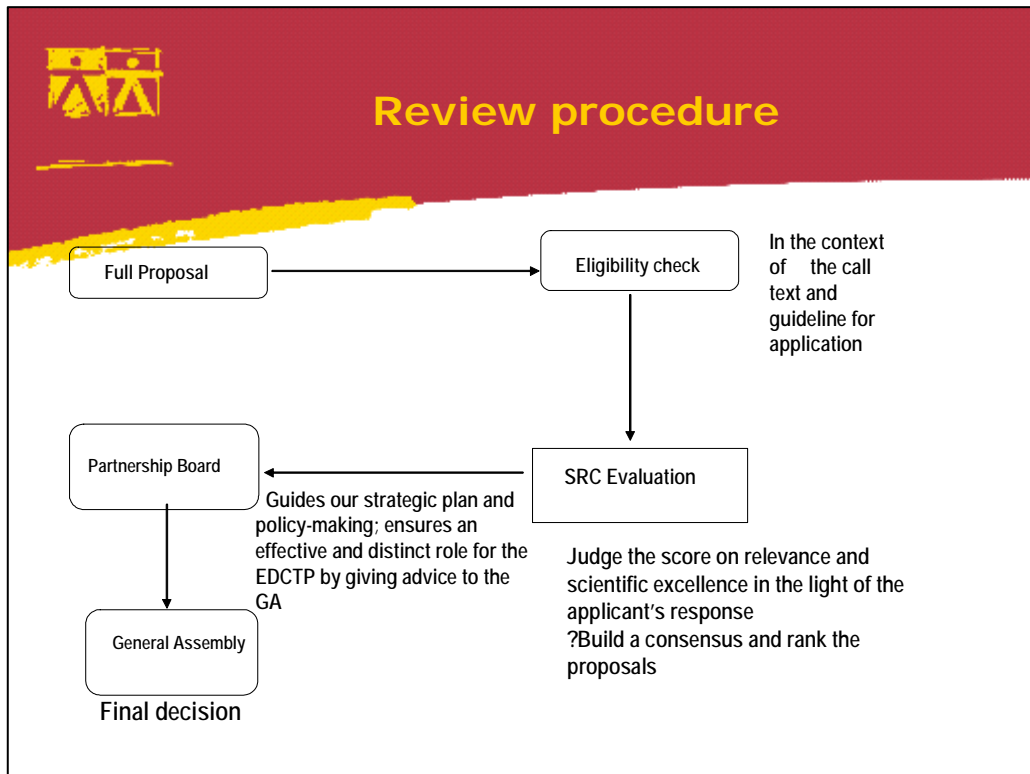 Review procedure
Full Proposal
Eligibility check
In the context
of the call
text and
guideline for
application
SRC Evaluation
Judge the score on relevance and
scientific excellence in the light of the
applicant's response
?Build a consensus and rank the
proposals
Partnership Board
Guides our strategic plan and
policy-making; ensures an
effective and distinct role for the
EDCTP by giving advice to the
GA
General Assembly
Final decision